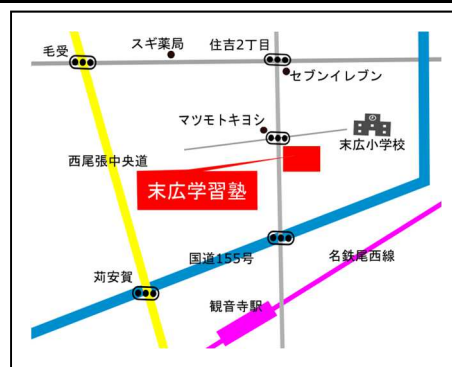 毛受
スギ薬局
住吉2丁目
セブンイレブン
マツモトキヨシ
末広小学校
西尾張中央道
末広学習塾
国道155号
名鉄尾西線
苅安賀
観音寺駅